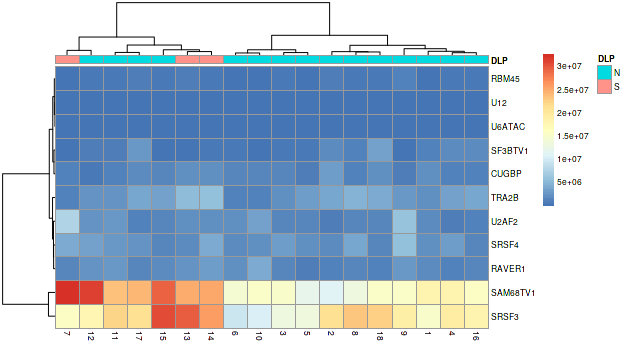 DLP
RBM45
U12
U6ATAC
SF3BTV1
CUGBP
TRA2B
U2AF2
SRSF4
RAVER1
SAM68TV1
SRSF3
7 12 11 17 15 13 14 6 10 3 5 2 8 18 9 1 4 16
3e+07
2.5e+07
2e+07
1.5e+07
1e+07
5e+06
DLP
N
S